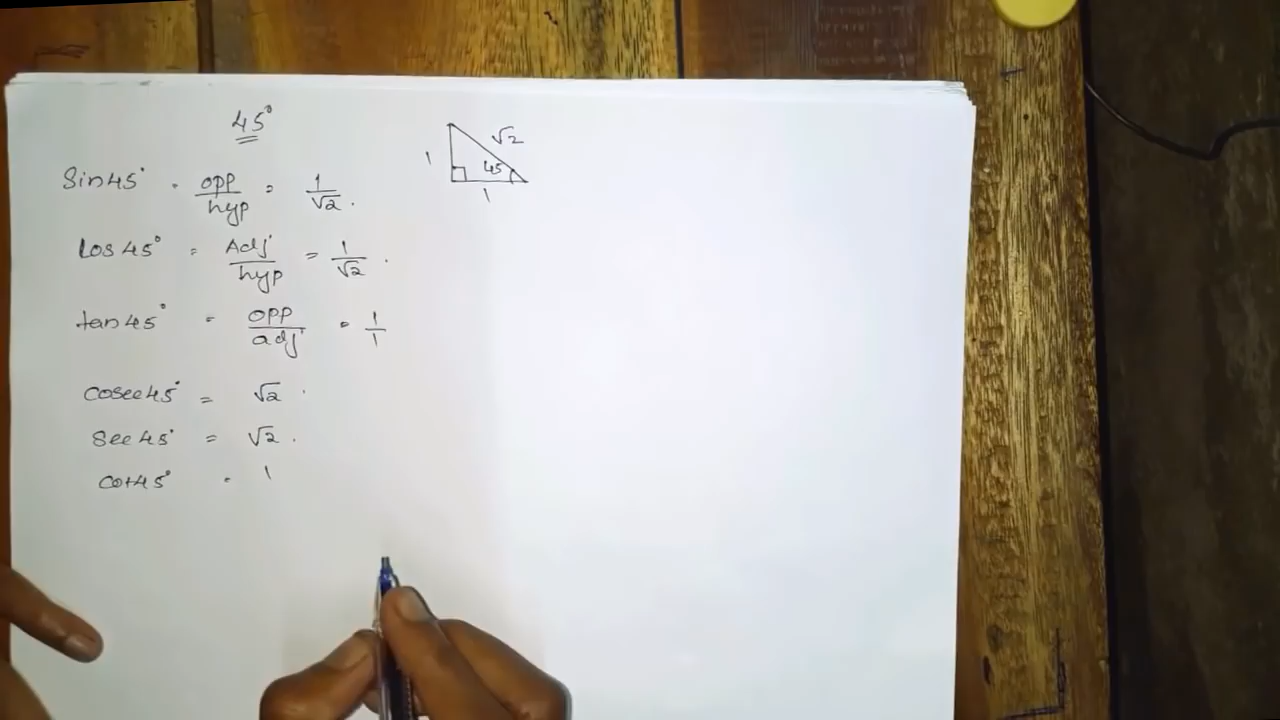 45°
√2
1
45
1
Sin45° = opp/hyp = 1/√2.
Cos45° = Adj/hyp = 1/√2.
tan45° = opp/adj = 1/1
cosec45° = √2.
sec45° = √2.
cot45° = 1